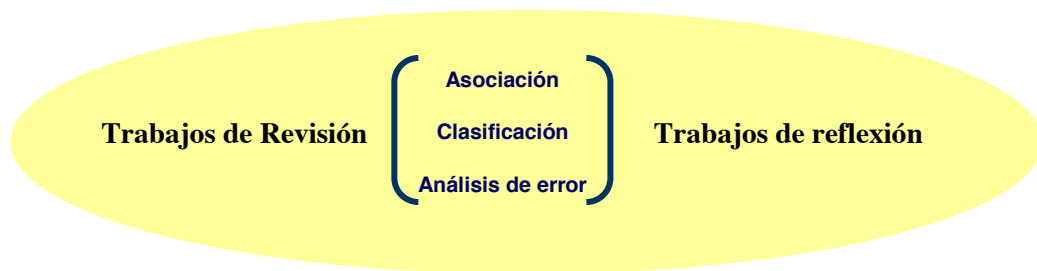 Trabajos de Revisión
Asociación
Clasificación
Análisis de error
Trabajos de reflexión